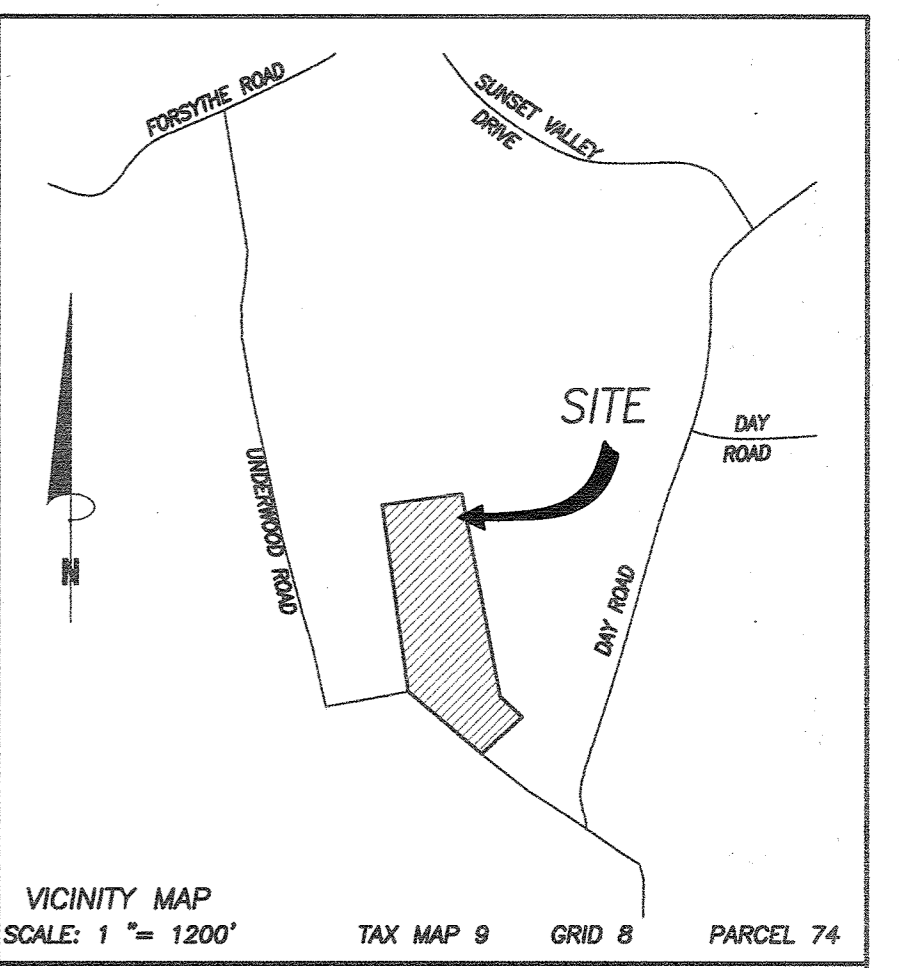 FORSYTHE ROAD
SUNSET VALLEY
DRIVE
SITE
DAY
ROAD
UNDERWOOD ROAD
N
DAY ROAD
VICINITY MAP
SCALE: 1 "= 1200' TAX MAP 9 GRID 8 PARCEL 74